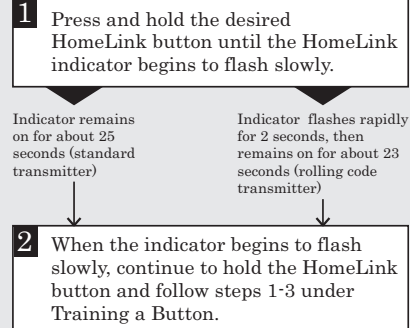 1 Press and hold the desired
HomeLink button until the HomeLink
indicator begins to flash slowly.
Indicator remains
on for about 25
seconds (standard
transmitter)
Indicator flashes rapidly
for 2 seconds, then
remains on for about 23
seconds (rolling code
transmitter)
2 When the indicator begins to flash
slowly, continue to hold the HomeLink
button and follow steps 1-3 under
Training a Button.